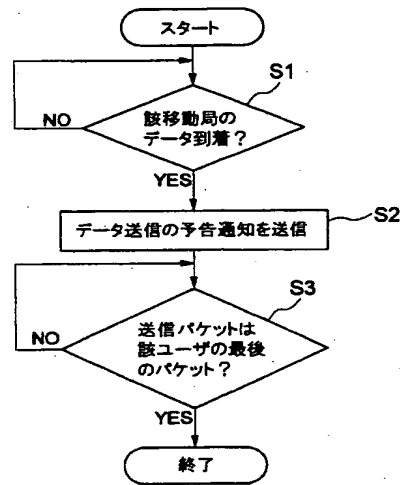 スタート
S1
該移動局の
データ到着？
NO
YES
データ送信の予告通知を送信
S2
S3
送信パケットは
該ユーザの最後
のパケット？
NO
YES
終了